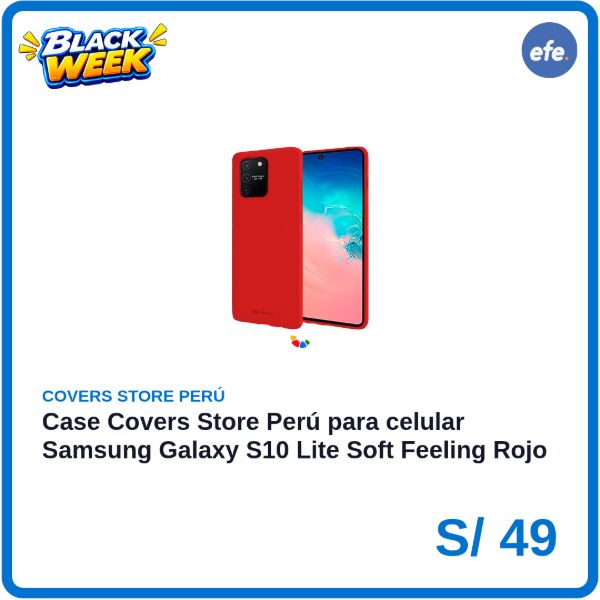 BLACK
WEEK
efe.
COVERS STORE PERÚ
Case Covers Store Perú para celular
Samsung Galaxy S10 Lite Soft Feeling Rojo
S/ 49